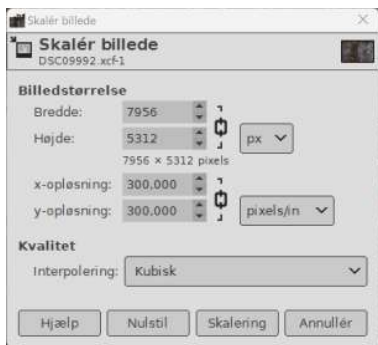 Skalér billede
Skalér billede
DSC09992.xcf-1
Billedstørrelse
Bredde: 7956
Højde: 5312 px
7956 × 5312 pixels
x-opløsning: 300,000
y-opløsning: 300,000 pixels/in
Kvalitet
Interpolering: Kubisk
Hjælp Nulstil Skalering Annullér